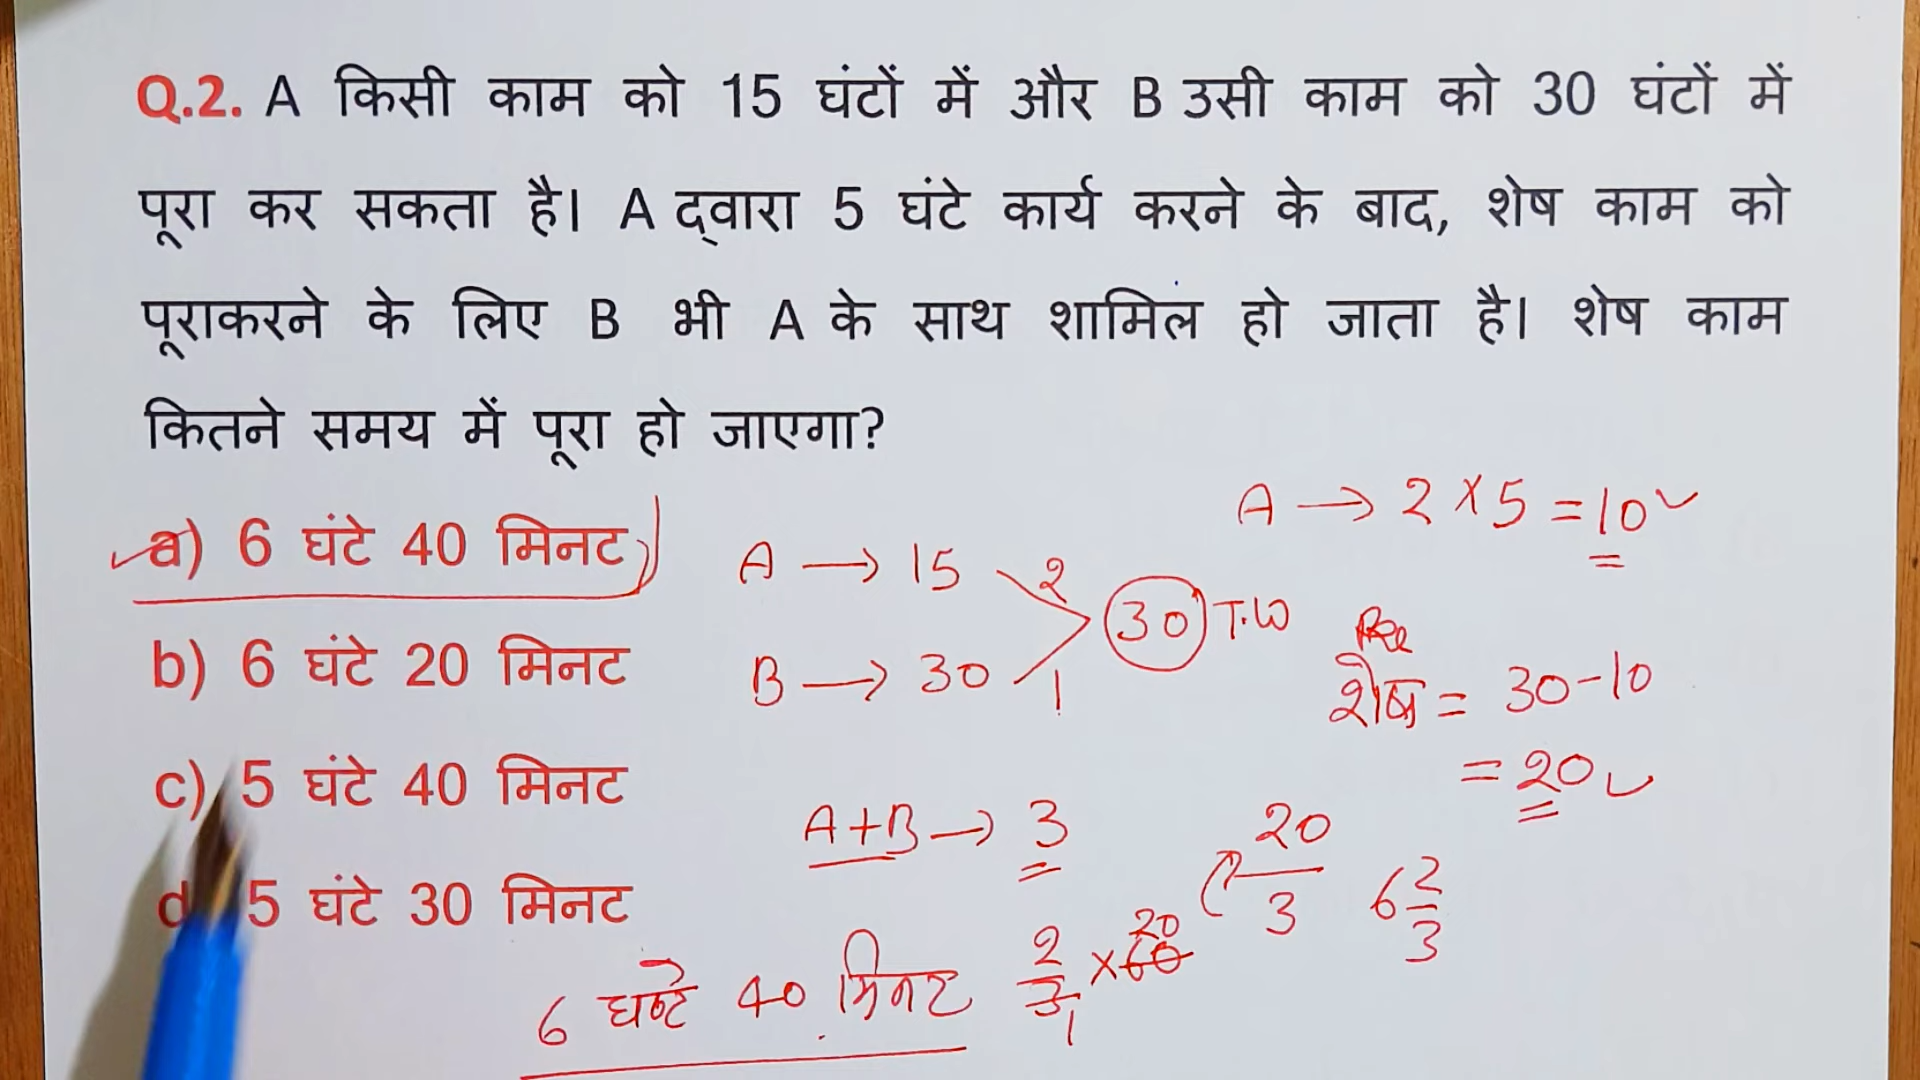 Q.2. A किसी काम को 15 घंटों में और B उसी काम को 30 घंटों में
पूरा कर सकता है। A द्वारा 5 घंटे कार्य करने के बाद, शेष काम को
पूराकरने के लिए B भी A के साथ शामिल हो जाता है। शेष काम
कितने समय में पूरा हो जाएगा?
a) 6 घंटे 40 मिनट
b) 6 घंटे 20 मिनट
c) 5 घंटे 40 मिनट
d 5 घंटे 30 मिनट
A → 15 2
30 T.W
B → 30 1
A → 2 × 5 = 10
शेष = 30 - 10
= 20
A+B → 3
20/3 6 2/3
2/3 × 60 20
1
6 घण्टे 40 मिनट